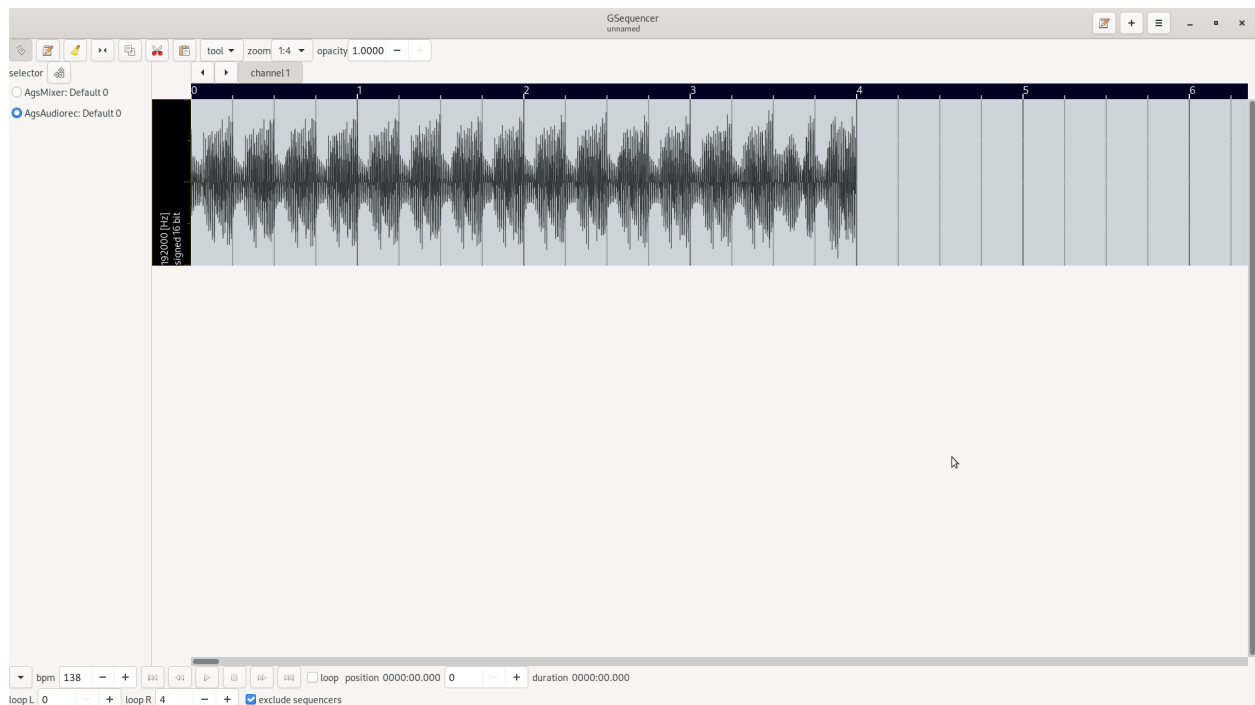 GSequencer
unnamed
tool zoom 1:4 opacity 1.0000
selector
channel 1
AgsMixer: Default 0
AgsAudiorec: Default 0
0 1 2 3 4 5 6
192000 [Hz]
signed 16 bit
bpm 138 loop position 0000:00.000 0 duration 0000:00.000
loop L 0 loop R 4 exclude sequencers